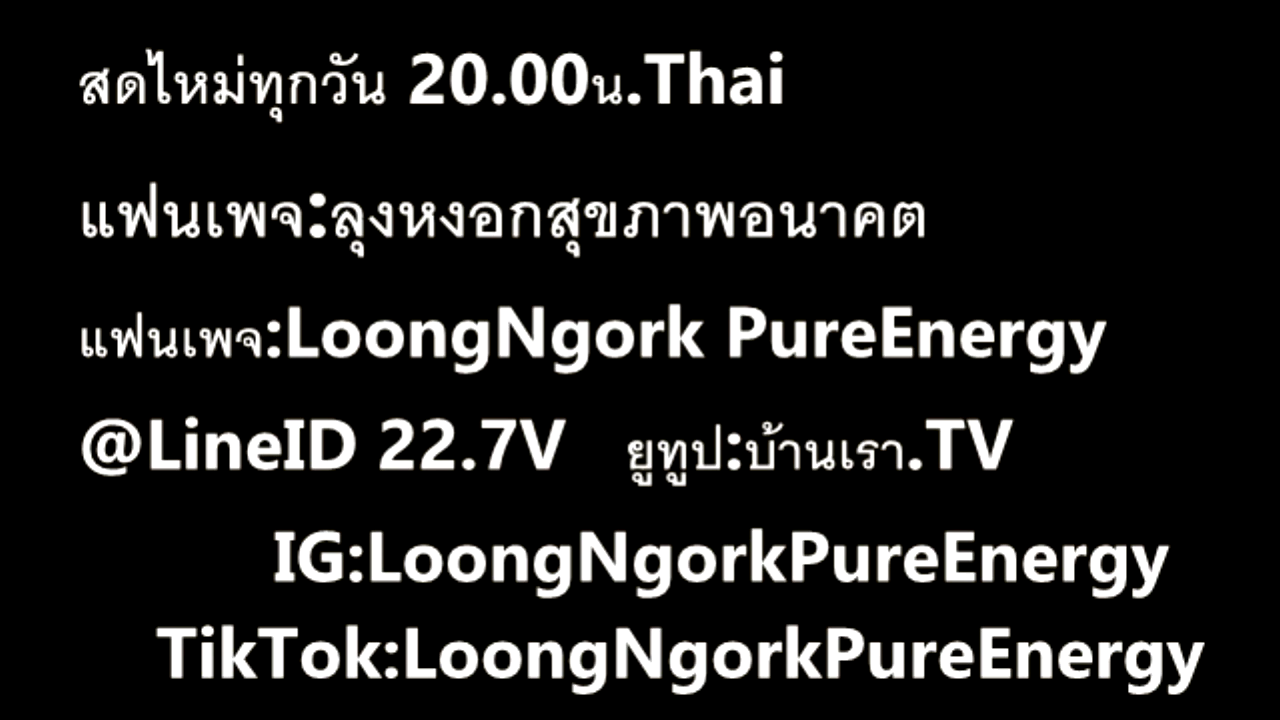 สดใหม่ทุกวัน 20.00น.Thai
แฟนเพจ:ลุงหงอกสุขภาพอนาคต
แฟนเพจ:LoongNgork PureEnergy
@LineID 22.7V ยูทูป:บ้านเรา.TV
IG:LoongNgorkPureEnergy
TikTok:LoongNgorkPureEnergy